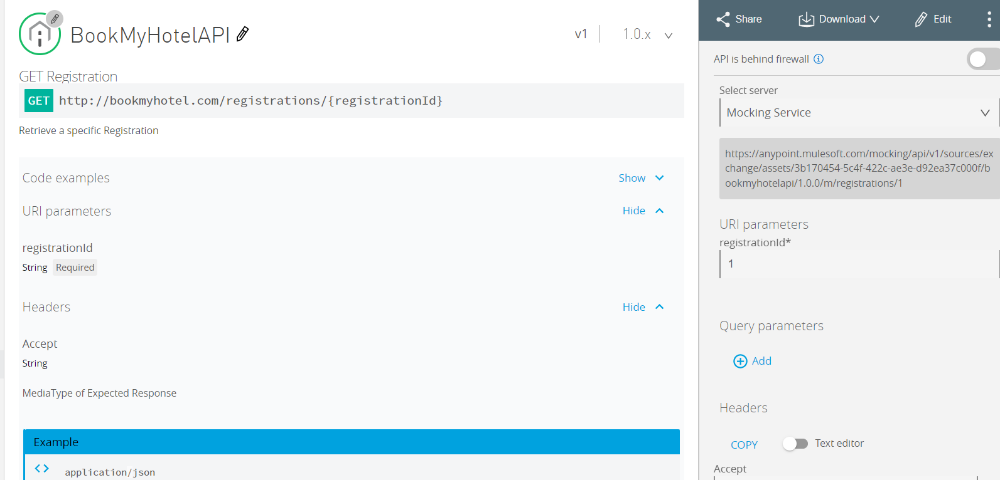 BookMyHotelAPI
v1
1.0.x
GET Registration
GET http://bookmyhotel.com/registrations/{registrationId}
Retrieve a specific Registration
Code examples
Show
URI parameters
Hide
registrationId
String Required
Headers
Hide
Accept
String
MediaType of Expected Response
Example
application/json
Share
Download
Edit
API is behind firewall
Select server
Mocking Service
https://anypoint.mulesoft.com/mocking/api/v1/sources/ex
change/assets/3b170454-5c4f-422c-ae3e-d92ea37c000f/b
ookmyhotelapi/1.0.0/m/registrations/1
URI parameters
registrationId*
1
Query parameters
Add
Headers
COPY
Text editor
Accept